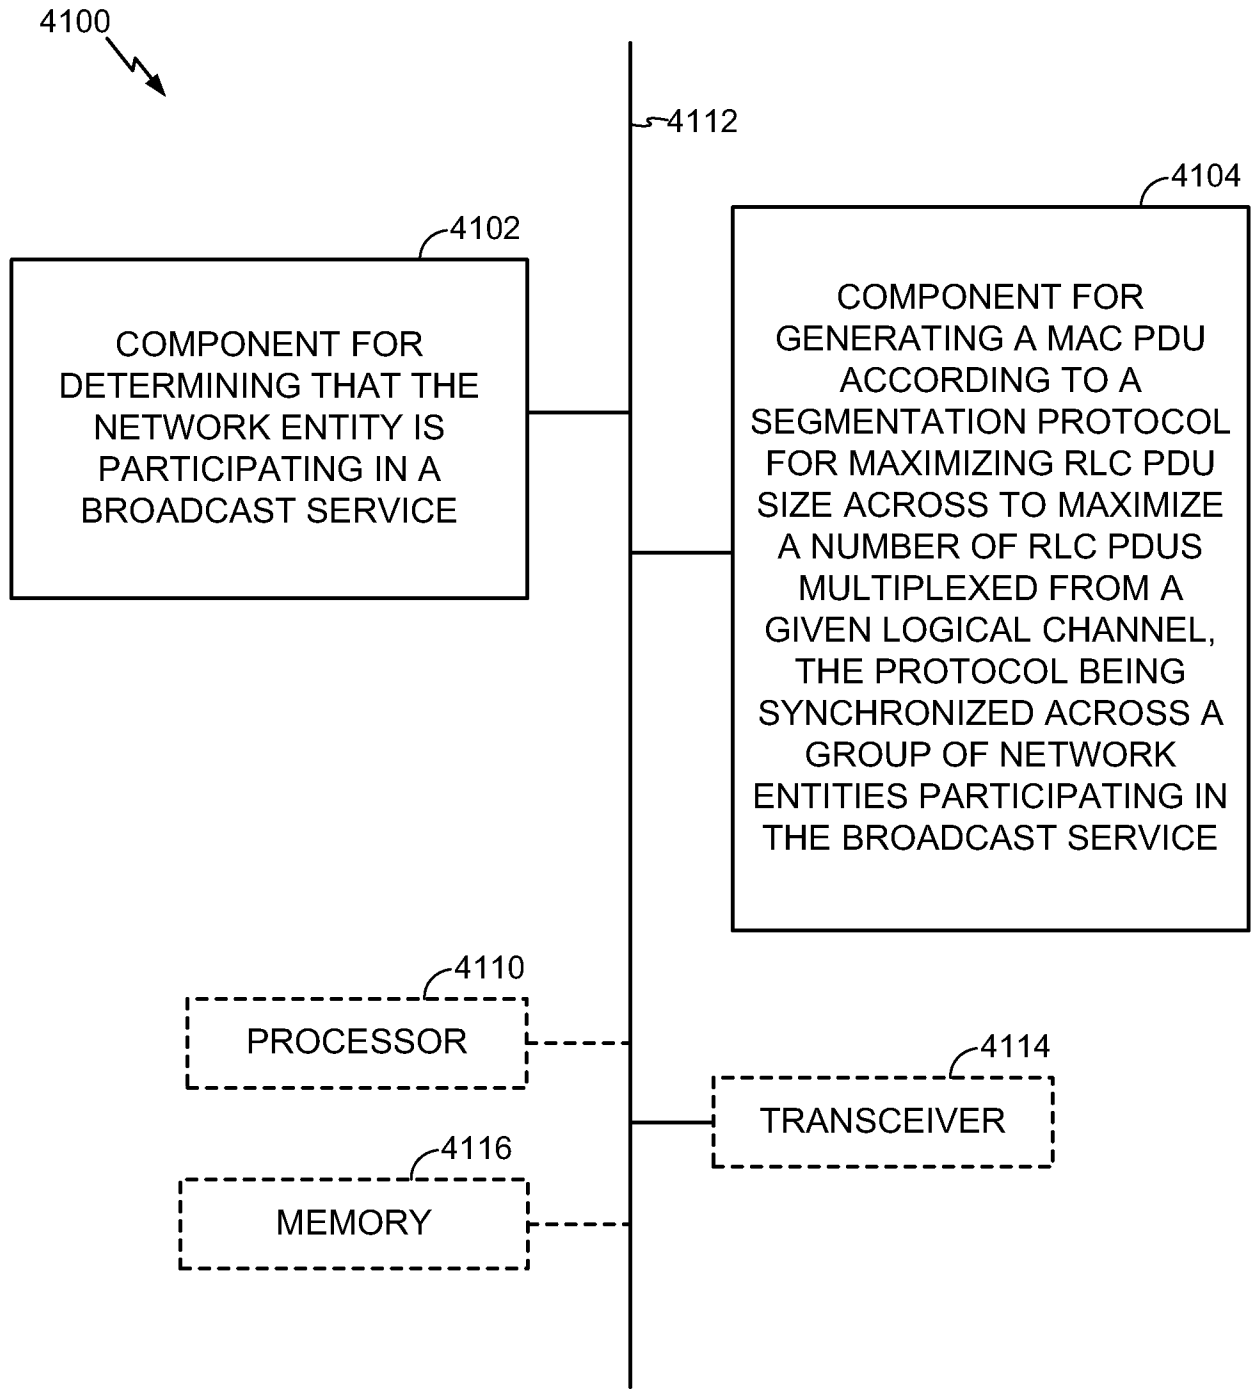 4100
4112
4104
4102
COMPONENT FOR
DETERMINING THAT THE
NETWORK ENTITY IS
PARTICIPATING IN A
BROADCAST SERVICE
COMPONENT FOR
GENERATING A MAC PDU
ACCORDING TO A
SEGMENTATION PROTOCOL
FOR MAXIMIZING RLC PDU
SIZE ACROSS TO MAXIMIZE
A NUMBER OF RLC PDUS
MULTIPLEXED FROM A
GIVEN LOGICAL CHANNEL,
THE PROTOCOL BEING
SYNCHRONIZED ACROSS A
GROUP OF NETWORK
ENTITIES PARTICIPATING IN
THE BROADCAST SERVICE
4110
PROCESSOR
4114
TRANSCEIVER
4116
MEMORY